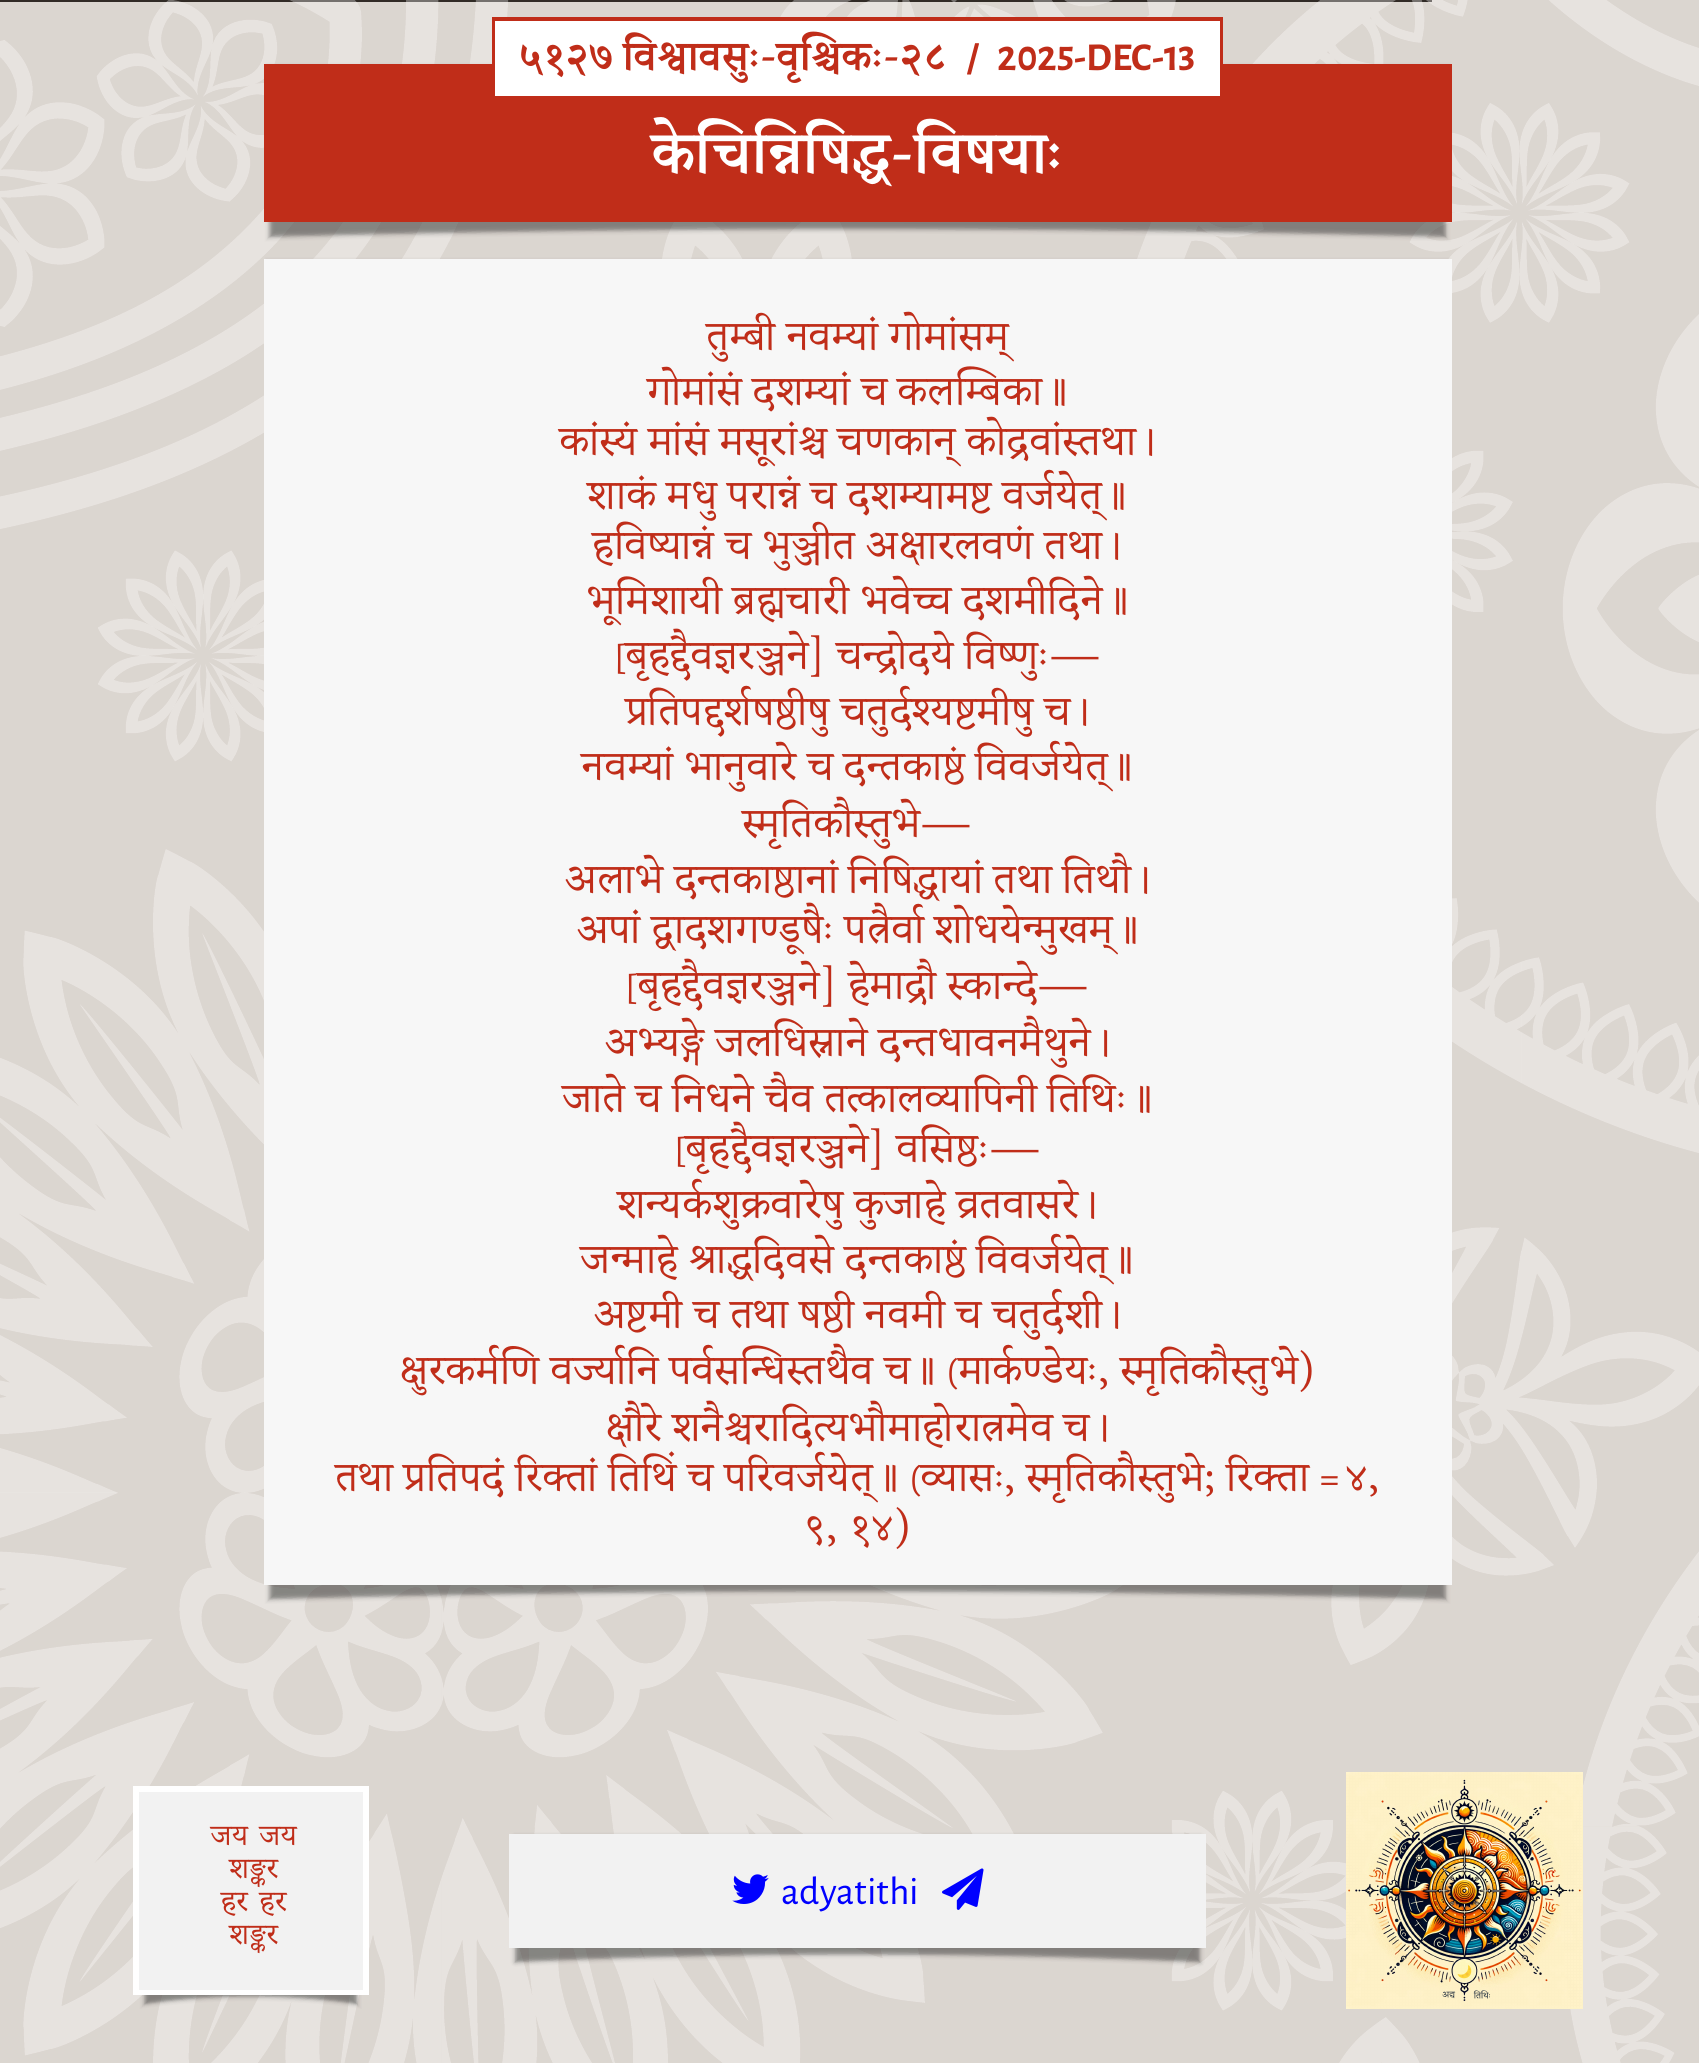 ५१२७ विश्वावसुः-वृश्चिकः-२८ / 2025-DEC-13
केचिन्निषिद्ध-विषयाः
तुम्बी नवम्यां गोमांसम्
गोमांसं दशम्यां च कलम्बिका॥
कांस्यं मांसं मसूरांश्च चणकान् कोद्रवांस्तथा।
शाकं मधु परान्नं च दशम्यामष्ट वर्जयेत्॥
हविष्यान्नं च भुञ्जीत अक्षारलवणं तथा।
भूमिशायी ब्रह्मचारी भवेच्च दशमीदिने॥
[बृहद्दैवज्ञरञ्जने] चन्द्रोदये विष्णुः—
प्रतिपद्दर्शषष्ठीषु चतुर्दश्यष्टमीषु च।
नवम्यां भानुवारे च दन्तकाष्ठं विवर्जयेत्॥
स्मृतिकौस्तुभे—
अलाभे दन्तकाष्ठानां निषिद्धायां तथा तिथौ।
अपां द्वादशगण्डूषैः पत्रैर्वा शोधयेन्मुखम्॥
[बृहद्दैवज्ञरञ्जने] हेमाद्रौ स्कान्दे—
अभ्यङ्गे जलधिस्नाने दन्तधावनमैथुने।
जाते च निधने चैव तत्कालव्यापिनी तिथिः॥
[बृहद्दैवज्ञरञ्जने] वसिष्ठः—
शन्यर्कशुक्रवारेषु कुजाहे व्रतवासरे।
जन्माहे श्राद्धदिवसे दन्तकाष्ठं विवर्जयेत्॥
अष्टमी च तथा षष्ठी नवमी च चतुर्दशी।
क्षुरकर्मणि वर्ज्यानि पर्वसन्धिस्तथैव च॥ (मार्कण्डेयः, स्मृतिकौस्तुभे)
क्षौरे शनैश्चरादित्यभौमाहोरात्रमेव च।
तथा प्रतिपदं रिक्तां तिथिं च परिवर्जयेत्॥ (व्यासः, स्मृतिकौस्तुभे; रिक्ता =४,
९, १४)
जय जय
शङ्कर
हर हर
शङ्कर
adyatithi
अद्य तिथिः